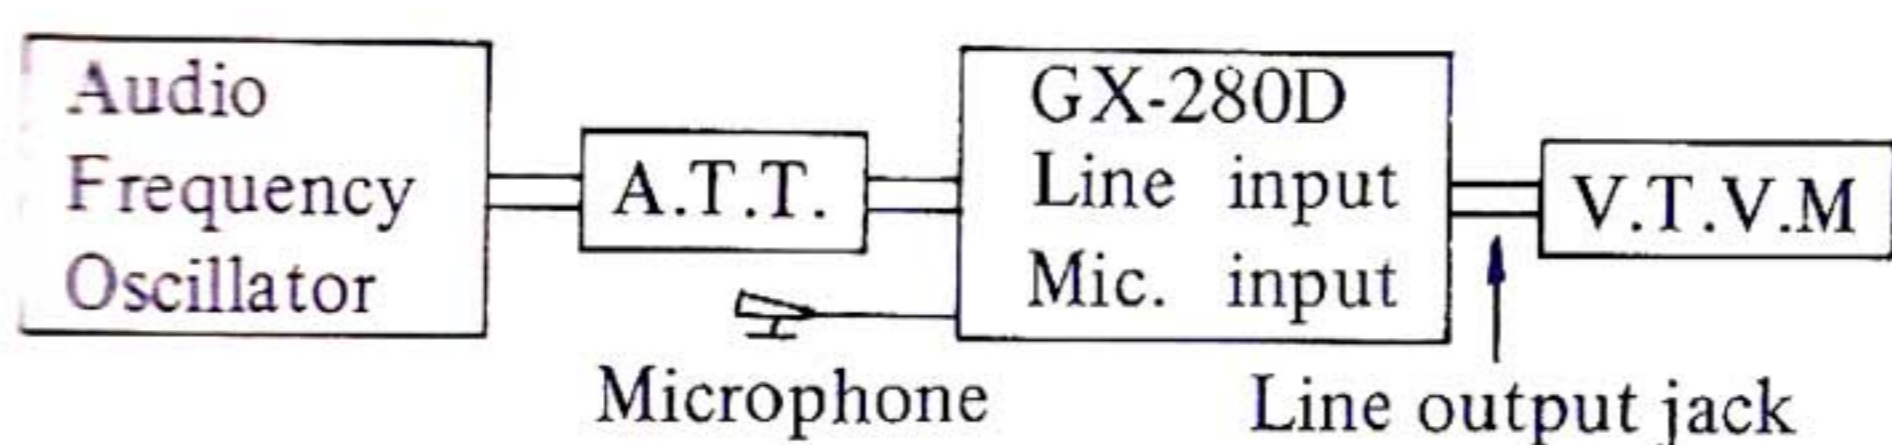 Audio
Frequency
Oscillator
A.T.T.
GX-280D
Line input
Mic. input
V.T.V.M
Microphone
Line output jack